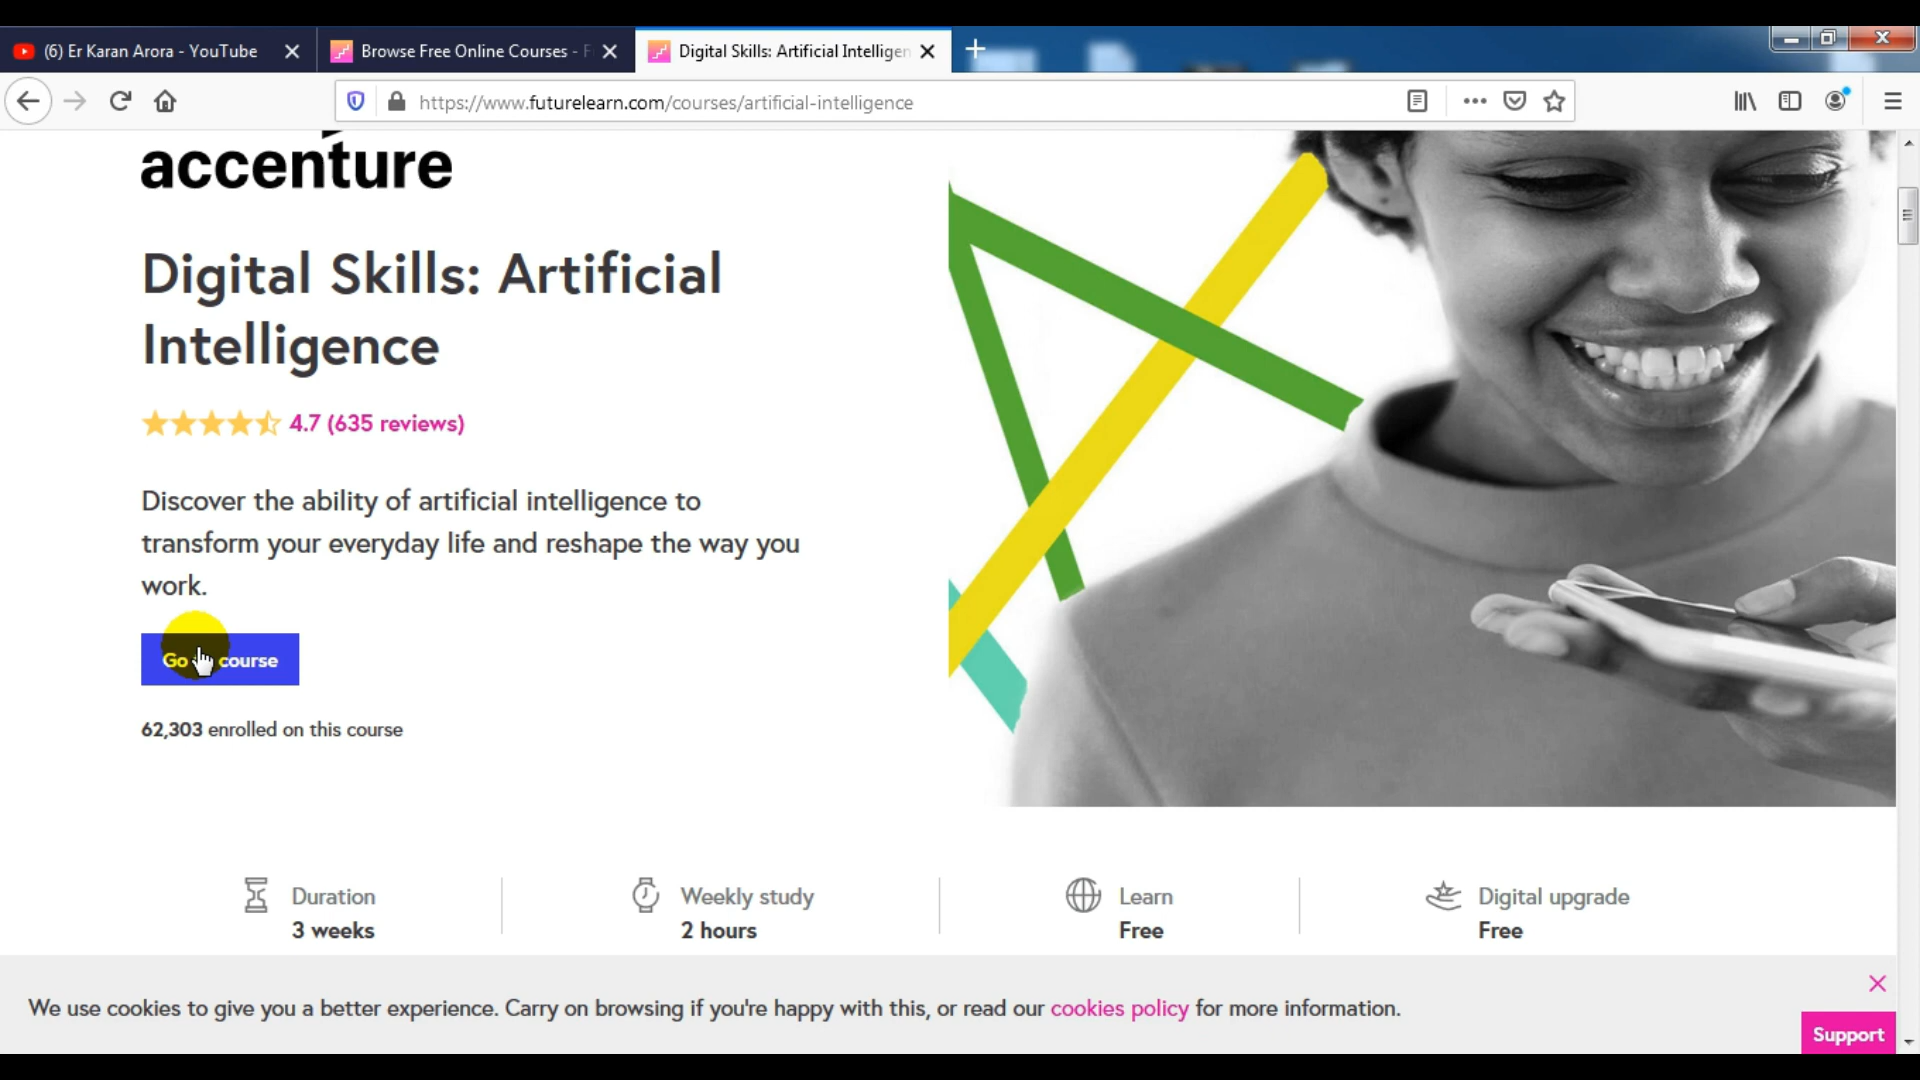 (6) Er Karan Arora - YouTube
Browse Free Online Courses - F
Digital Skills: Artificial Intelligen
https://www.futurelearn.com/courses/artificial-intelligence
accenture
Digital Skills: Artificial
Intelligence
4.7 (635 reviews)
Discover the ability of artificial intelligence to
transform your everyday life and reshape the way you
work.
Go course
62,303 enrolled on this course
Duration
3 weeks
Weekly study
2 hours
Learn
Free
Digital upgrade
Free
We use cookies to give you a better experience. Carry on browsing if you're happy with this, or read our cookies policy for more information.
Support